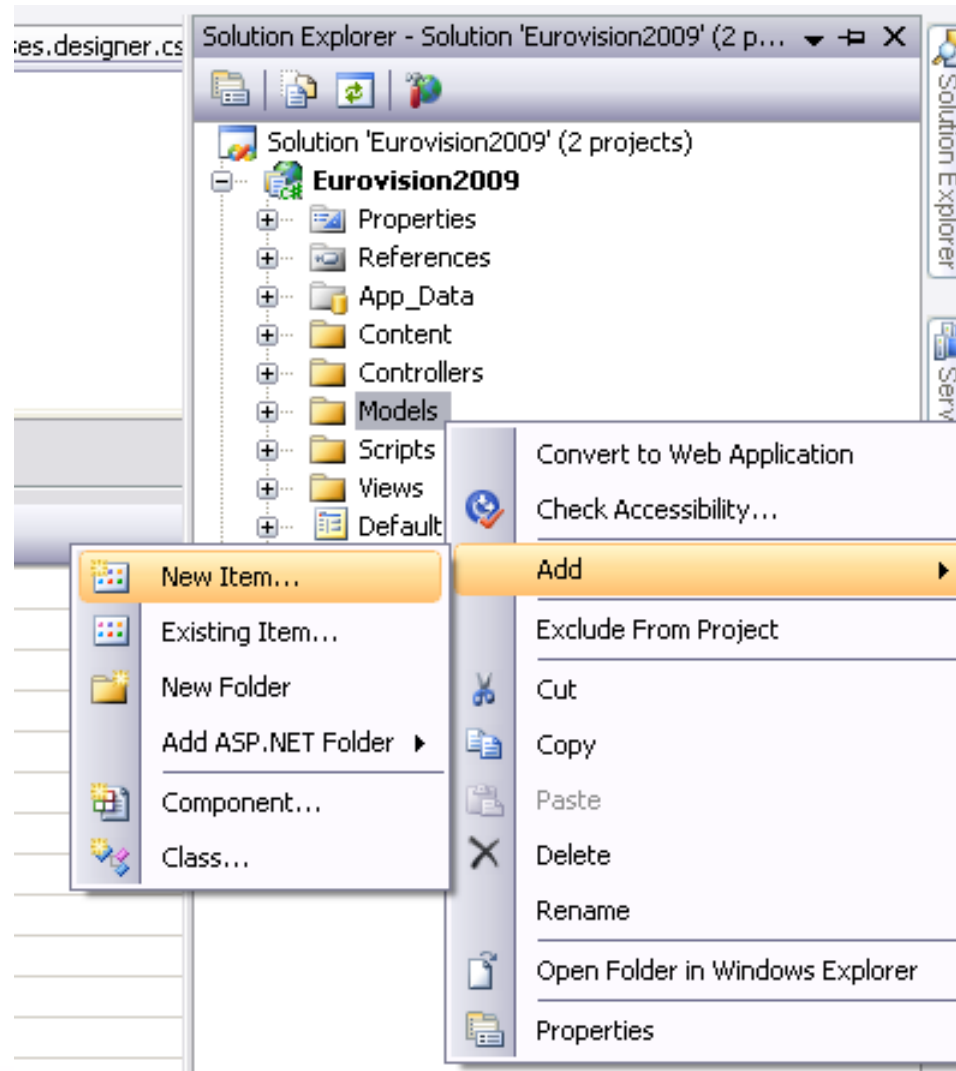 ses.designer.cs
Solution Explorer - Solution 'Eurovision2009' (2 p...
Solution 'Eurovision2009' (2 projects)
Eurovision2009
Properties
References
App_Data
Content
Controllers
Models
Scripts
Views
Default
Convert to Web Application
Check Accessibility...
Add
Exclude From Project
Cut
Copy
Paste
Delete
Rename
Open Folder in Windows Explorer
Properties
New Item...
Existing Item...
New Folder
Add ASP.NET Folder
Component...
Class...
Solution Explorer
Serv